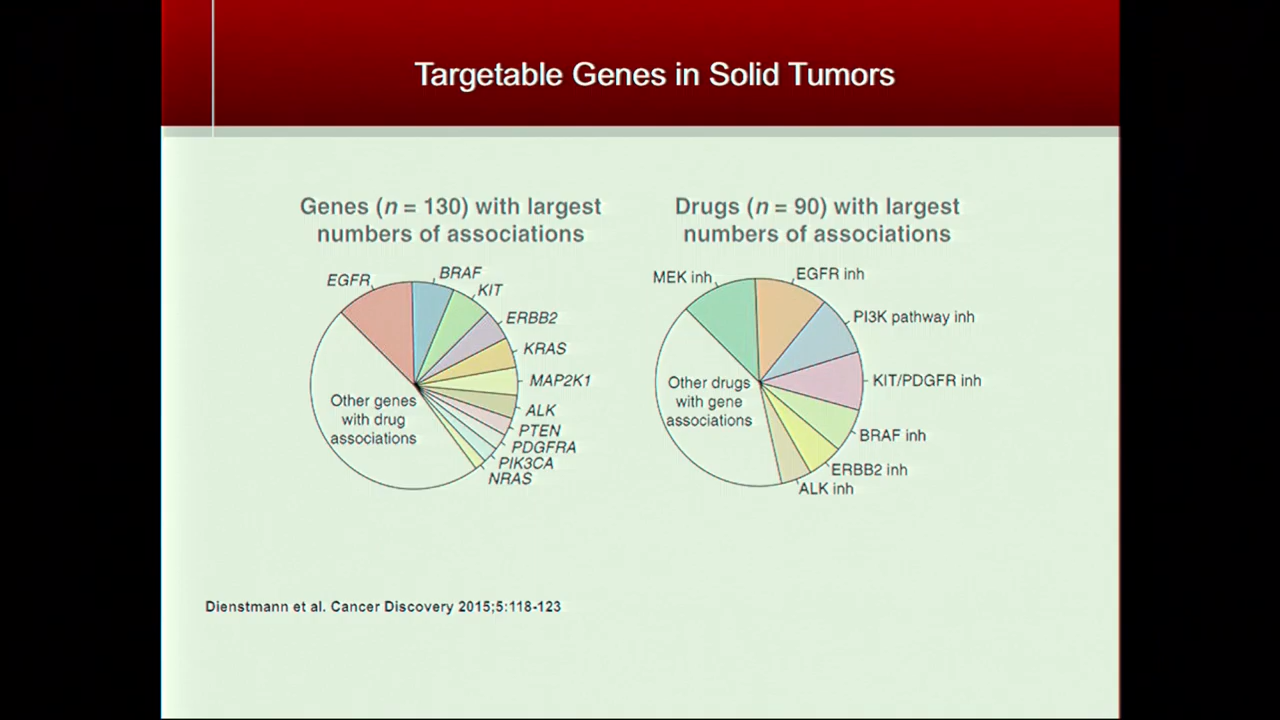 Targetable Genes in Solid Tumors
Genes (n = 130) with largest
numbers of associations
EGFR
BRAF
KIT
ERBB2
KRAS
MAP2K1
ALK
PTEN
PDGFRA
PIK3CA
NRAS
Other genes
with drug
associations
Drugs (n = 90) with largest
numbers of associations
MEK inh
EGFR inh
PI3K pathway inh
KIT/PDGFR inh
BRAF inh
ERBB2 inh
ALK inh
Other drugs
with gene
associations
Dienstmann et al. Cancer Discovery 2015;5:118-123